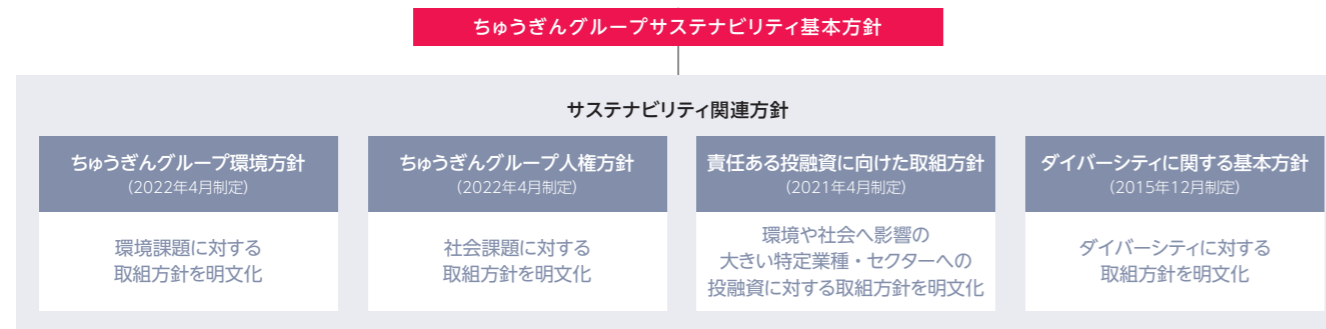 ちゅうぎんグループサステナビリティ基本方針
サステナビリティ関連方針
ちゅうぎんグループ環境方針
（2022年4月制定）
環境課題に対する
取組方針を明文化
ちゅうぎんグループ人権方針
（2022年4月制定）
社会課題に対する
取組方針を明文化
責任ある投融資に向けた取組方針
（2021年4月制定）
環境や社会へ影響の
大きい特定業種・セクターへの
投融資に対する取組方針を明文化
ダイバーシティに関する基本方針
（2015年12月制定）
ダイバーシティに対する
取組方針を明文化